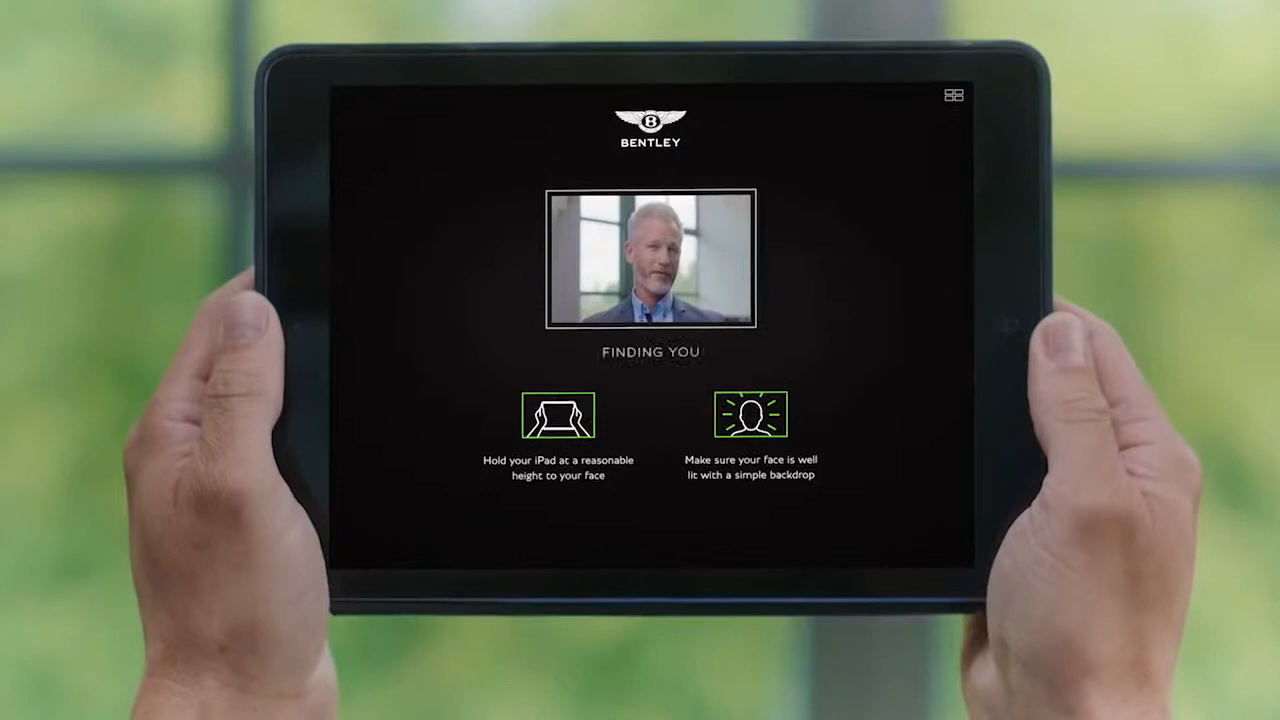 B
BENTLEY
FINDING YOU
Hold your iPad at a reasonable
height to your face
Make sure your face is well
lit with a simple backdrop